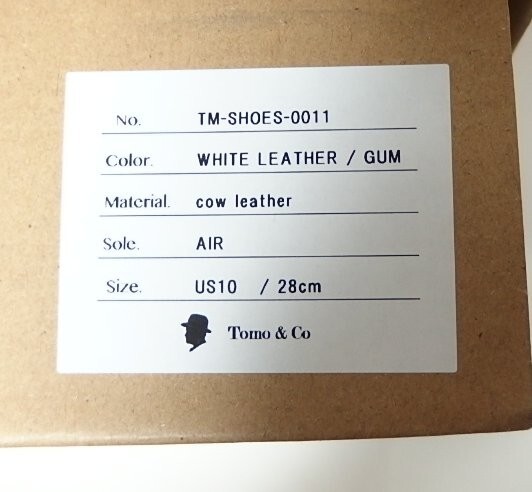 No. TM-SHOES-0011
Color. WHITE LEATHER / GUM
Material. cow leather
Sole. AIR
Size. US10 / 28cm
Tomo & Co